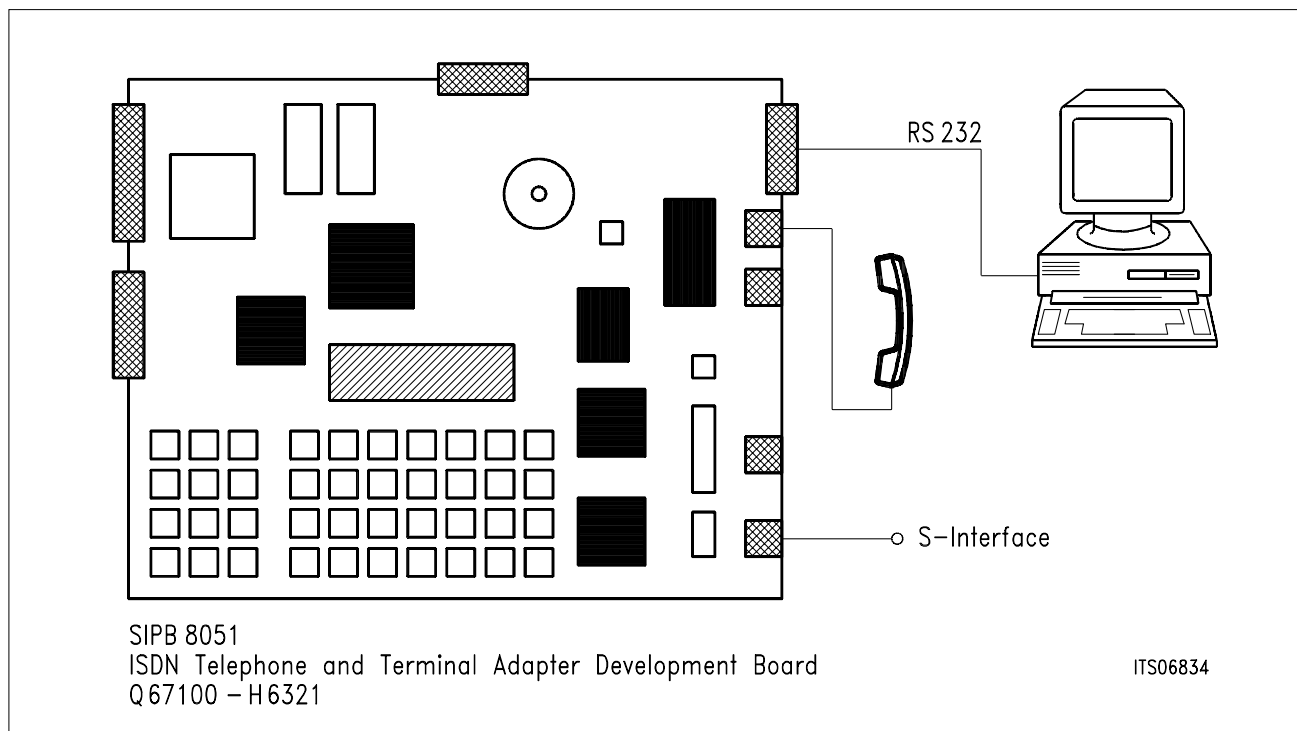 RS 232
S-Interface
SIPB 8051
ISDN Telephone and Terminal Adapter Development Board
Q67100-H6321
ITS06834